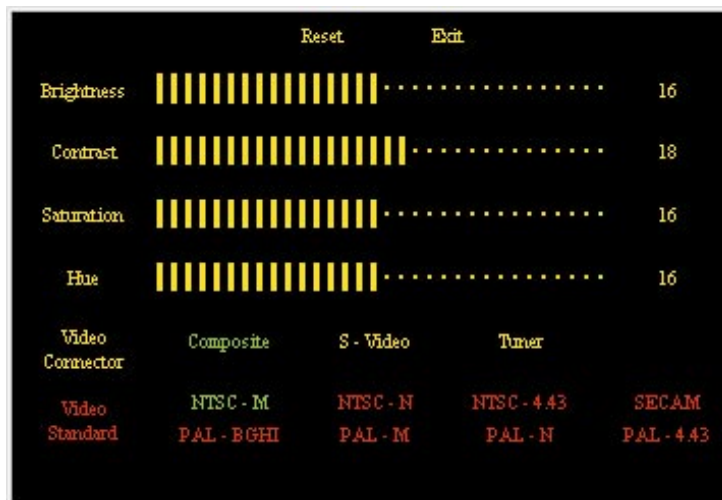 Reset Exit
Brightness 16
Contrast 18
Saturation 16
Hue 16
Video Connector Composite S - Video Tuner
Video Standard
NTSC - M NTSC - N NTSC - 4.43 SECAM
PAL - BGHI PAL - M PAL - N PAL - 4.43